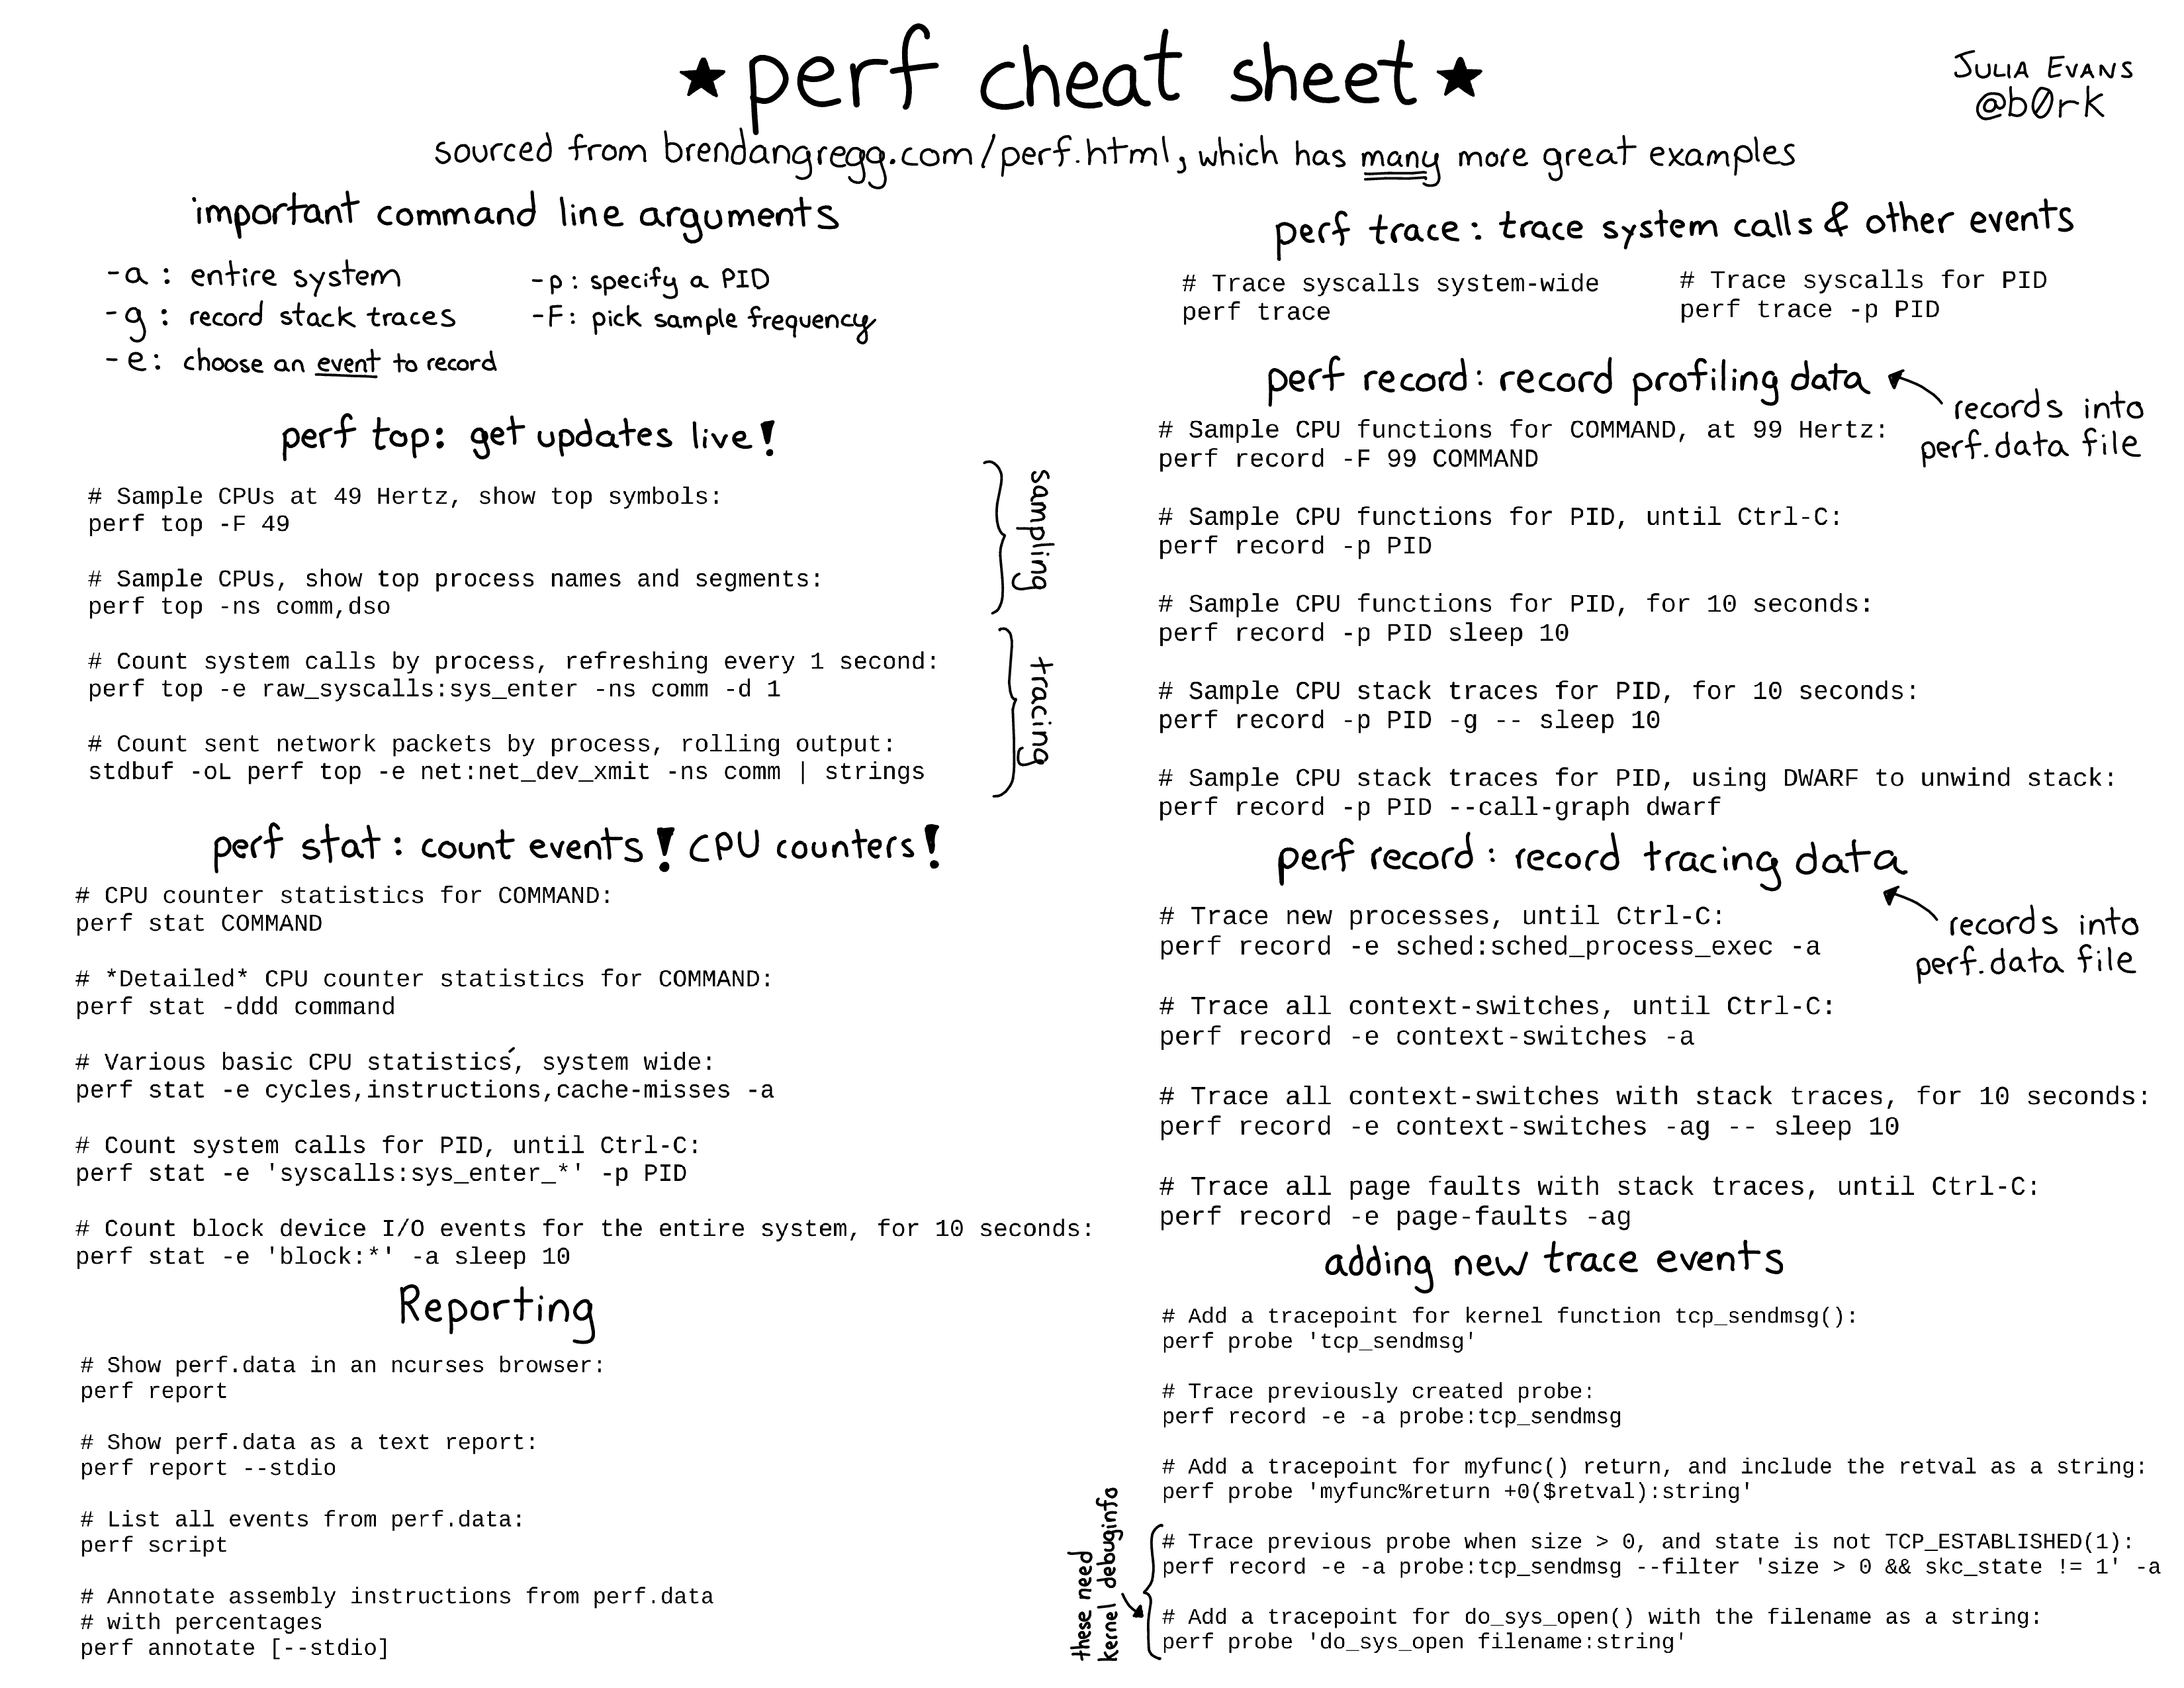 ★ perf cheat sheet ★
JULIA EVANS
@b0rk
sourced from brendangregg.com/perf.html, which has many more great examples
important command line arguments
-a : entire system
-g : record stack traces
-e : choose an event to record
-p : specify a PID
-F : pick sample frequency
perf top: get updates live!
# Sample CPUs at 49 Hertz, show top symbols:
perf top -F 49
# Sample CPUs, show top process names and segments:
perf top -ns comm,dso
sampling
# Count system calls by process, refreshing every 1 second:
perf top -e raw_syscalls:sys_enter -ns comm -d 1
# Count sent network packets by process, rolling output:
stdbuf -oL perf top -e net:net_dev_xmit -ns comm | strings
tracing
perf stat : count events! CPU counters!
# CPU counter statistics for COMMAND:
perf stat COMMAND
# *Detailed* CPU counter statistics for COMMAND:
perf stat -ddd command
# Various basic CPU statistics, system wide:
perf stat -e cycles,instructions,cache-misses -a
# Count system calls for PID, until Ctrl-C:
perf stat -e 'syscalls:sys_enter_*' -p PID
# Count block device I/O events for the entire system, for 10 seconds:
perf stat -e 'block:*' -a sleep 10
Reporting
# Show perf.data in an ncurses browser:
perf report
# Show perf.data as a text report:
perf report --stdio
# List all events from perf.data:
perf script
# Annotate assembly instructions from perf.data
# with percentages
perf annotate [--stdio]
perf trace : trace system calls & other events
# Trace syscalls system-wide
perf trace
# Trace syscalls for PID
perf trace -p PID
perf record : record profiling data
records into
perf.data file
# Sample CPU functions for COMMAND, at 99 Hertz:
perf record -F 99 COMMAND
# Sample CPU functions for PID, until Ctrl-C:
perf record -p PID
# Sample CPU functions for PID, for 10 seconds:
perf record -p PID sleep 10
# Sample CPU stack traces for PID, for 10 seconds:
perf record -p PID -g -- sleep 10
# Sample CPU stack traces for PID, using DWARF to unwind stack:
perf record -p PID --call-graph dwarf
perf record : record tracing data
records into
perf.data file
# Trace new processes, until Ctrl-C:
perf record -e sched:sched_process_exec -a
# Trace all context-switches, until Ctrl-C:
perf record -e context-switches -a
# Trace all context-switches with stack traces, for 10 seconds:
perf record -e context-switches -ag -- sleep 10
# Trace all page faults with stack traces, until Ctrl-C:
perf record -e page-faults -ag
adding new trace events
# Add a tracepoint for kernel function tcp_sendmsg():
perf probe 'tcp_sendmsg'
# Trace previously created probe:
perf record -e -a probe:tcp_sendmsg
# Add a tracepoint for myfunc() return, and include the retval as a string:
perf probe 'myfunc%return +0($retval):string'
these need
kernel debuginfo
# Trace previous probe when size > 0, and state is not TCP_ESTABLISHED(1):
perf record -e -a probe:tcp_sendmsg --filter 'size > 0 && skc_state != 1' -a
# Add a tracepoint for do_sys_open() with the filename as a string:
perf probe 'do_sys_open filename:string'